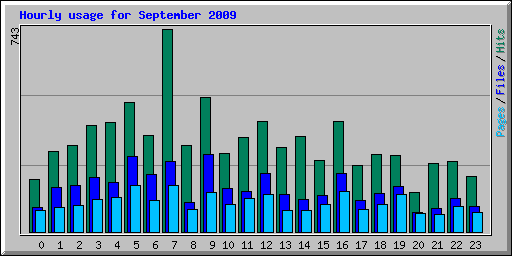 Hourly usage for September 2009
743
Pages / Files / Hits
0 1 2 3 4 5 6 7 8 9 10 11 12 13 14 15 16 17 18 19 20 21 22 23